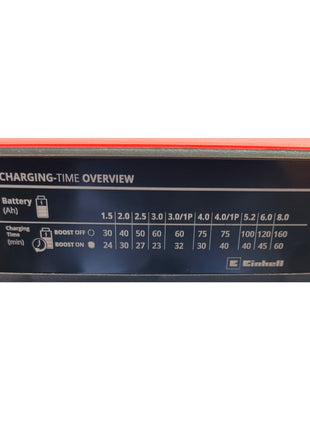 CHARGING-TIME OVERVIEW
Battery (Ah) 1.5 2.0 2.5 3.0 3.0/1P 4.0 4.0/1P 5.2 6.0 8.0
Charging Time (min) BOOST OFF 30 40 50 60 60 75 75 100 120 160
BOOST ON 24 30 27 23 32 30 40 40 45 60
Einhell